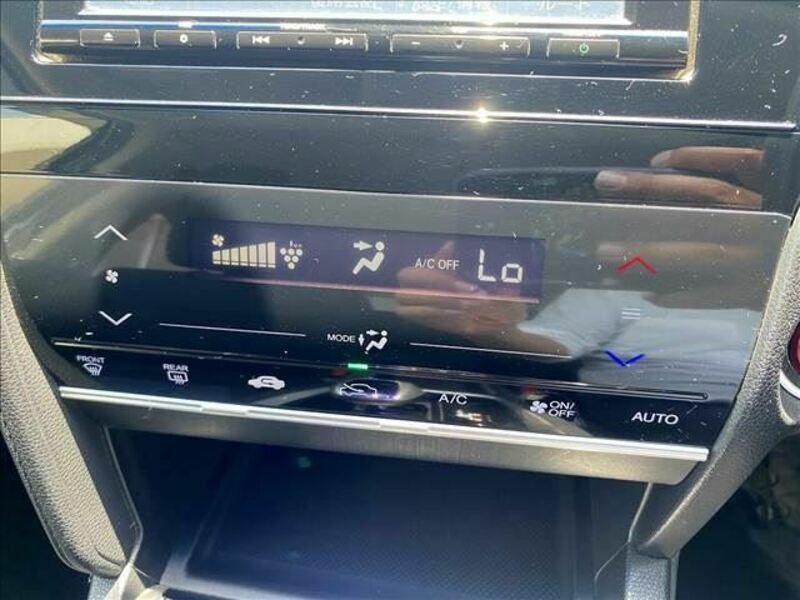 A/C OFF Lo
MODE
FRONT
REAR
A/C
ON/
OFF
AUTO